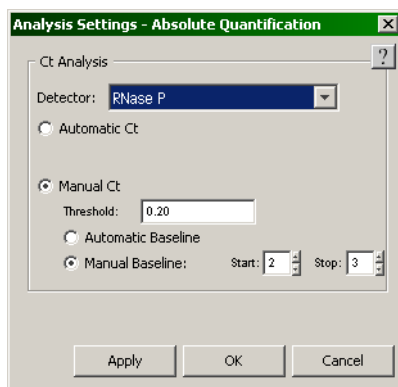 Analysis Settings - Absolute Quantification
?
Ct Analysis
Detector: RNase P
Automatic Ct
Manual Ct
Threshold: 0.20
Automatic Baseline
Manual Baseline: Start: 2 Stop: 3
Apply OK Cancel